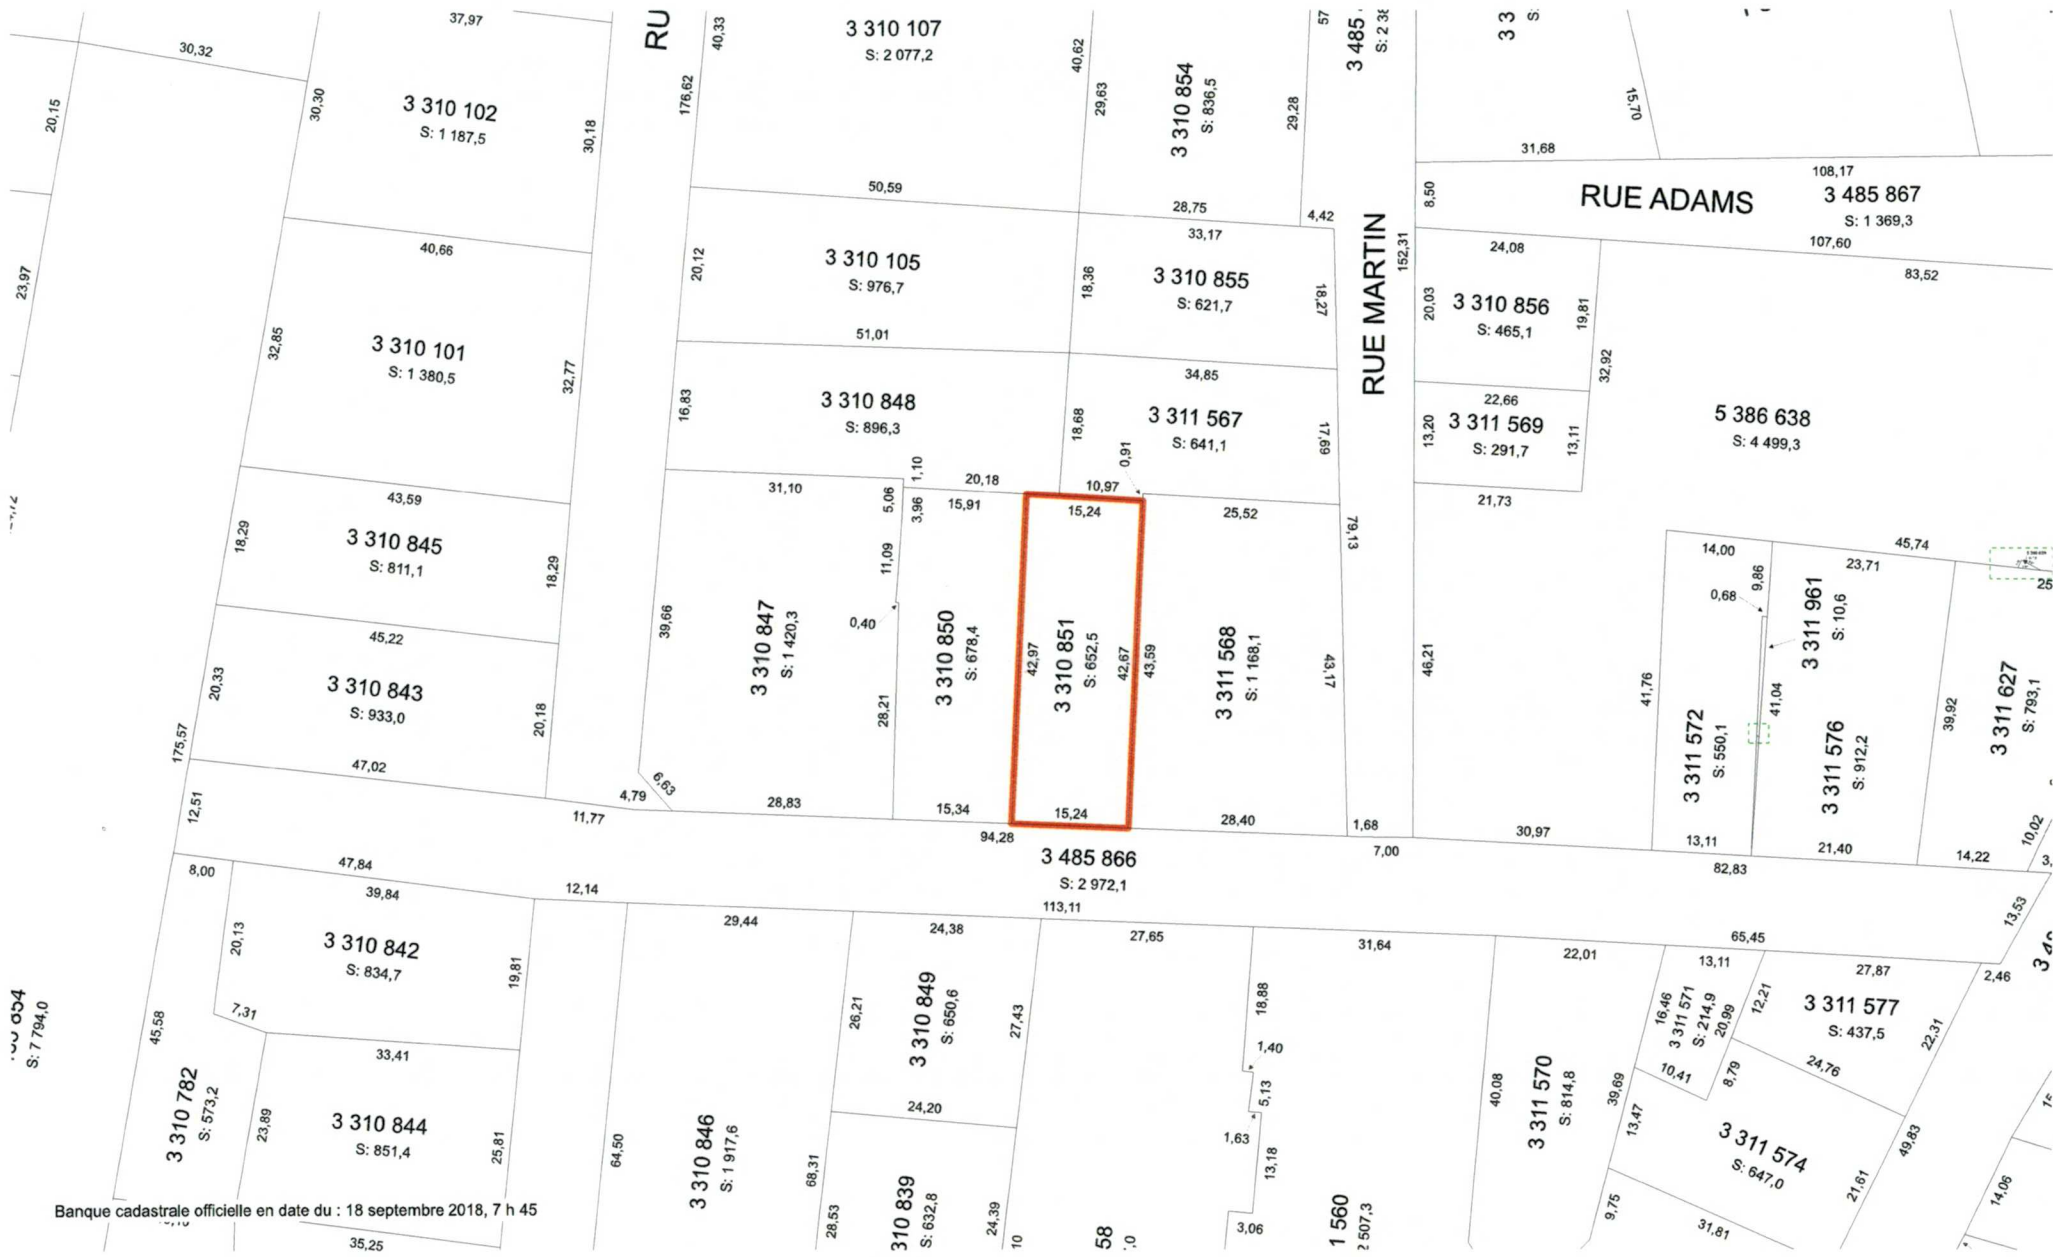 37,97
30,32
20,15
30,30
3 310 102
S: 1 187,5
30,18
RU
40,33
176,62
3 310 107
S: 2 077,2
40,62
29,63
3 310 854
S: 836,5
29,28
57
3 485
15,70
31,68
108,17
RUE ADAMS
3 485 867
S: 1 369,3
8,50
107,60
83,52
50,59
28,75
4,42
33,17
23,97
40,66
32,85
3 310 101
S: 1 380,5
32,77
20,12
3 310 105
S: 976,7
18,36
3 310 855
S: 621,7
18,27
RUE MARTIN
152,31
24,08
20,03
3 310 856
S: 465,1
19,81
32,92
51,01
34,85
16,83
3 310 848
S: 896,3
18,68
3 311 567
S: 641,1
17,69
0,91
22,66
13,20
3 311 569
S: 291,7
13,11
21,73
5 386 638
S: 4 499,3
43,59
18,29
3 310 845
S: 811,1
18,29
31,10
1,10
5,06
3,96
20,18
15,91
10,97
15,24
25,52
79,13
11,09
0,40
39,66
3 310 847
S: 1 420,3
28,21
3 310 850
S: 678,4
42,97
3 310 851
S: 652,5
42,67
43,59
3 311 568
S: 1 168,1
43,17
46,21
14,00
45,74
9,86
23,71
0,68
3 311 961
S: 10,6
25
41,76
3 311 572
S: 550,1
41,04
3 311 576
S: 912,2
39,92
3 311 627
S: 793,1
10,02
45,22
20,33
3 310 843
S: 933,0
20,18
175,57
47,02
12,51
4,79
6,63
28,83
15,34
15,24
28,40
1,68
30,97
13,11
21,40
14,22
11,77
94,28
7,00
82,83
3 485 866
S: 2 972,1
113,11
13,53
65,45
8,00
47,84
39,84
12,14
29,44
24,38
27,65
31,64
22,01
13,11
27,87
2,46
20,13
3 310 842
S: 834,7
19,81
7,31
45,58
33,41
3 310 782
S: 573,2
23,89
3 310 844
S: 851,4
25,81
64,50
3 310 846
S: 1 917,6
68,31
26,21
3 310 849
S: 650,6
27,43
24,20
28,53
310 839
S: 632,8
24,39
10
58
18,88
1,40
5,13
1,63
13,18
3,06
1 560
2 507,3
40,08
3 311 570
S: 814,8
39,69
16,46
3 311 571
S: 214,9
20,99
12,21
10,41
8,79
3 311 577
S: 437,5
22,31
24,76
13,47
3 311 574
S: 647,0
49,83
21,61
9,75
31,81
14,06
654
S: 7 794,0
Banque cadastrale officielle en date du : 18 septembre 2018, 7 h 45
35,25